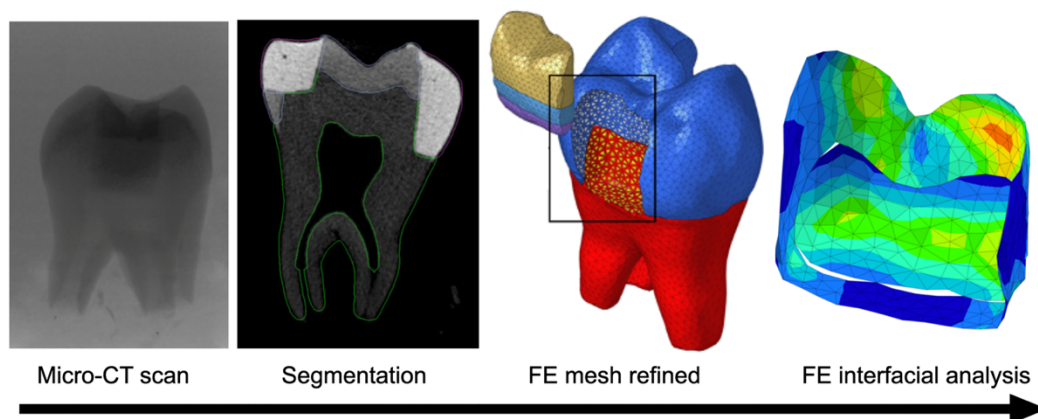 Micro-CT scan
Segmentation
FE mesh refined
FE interfacial analysis